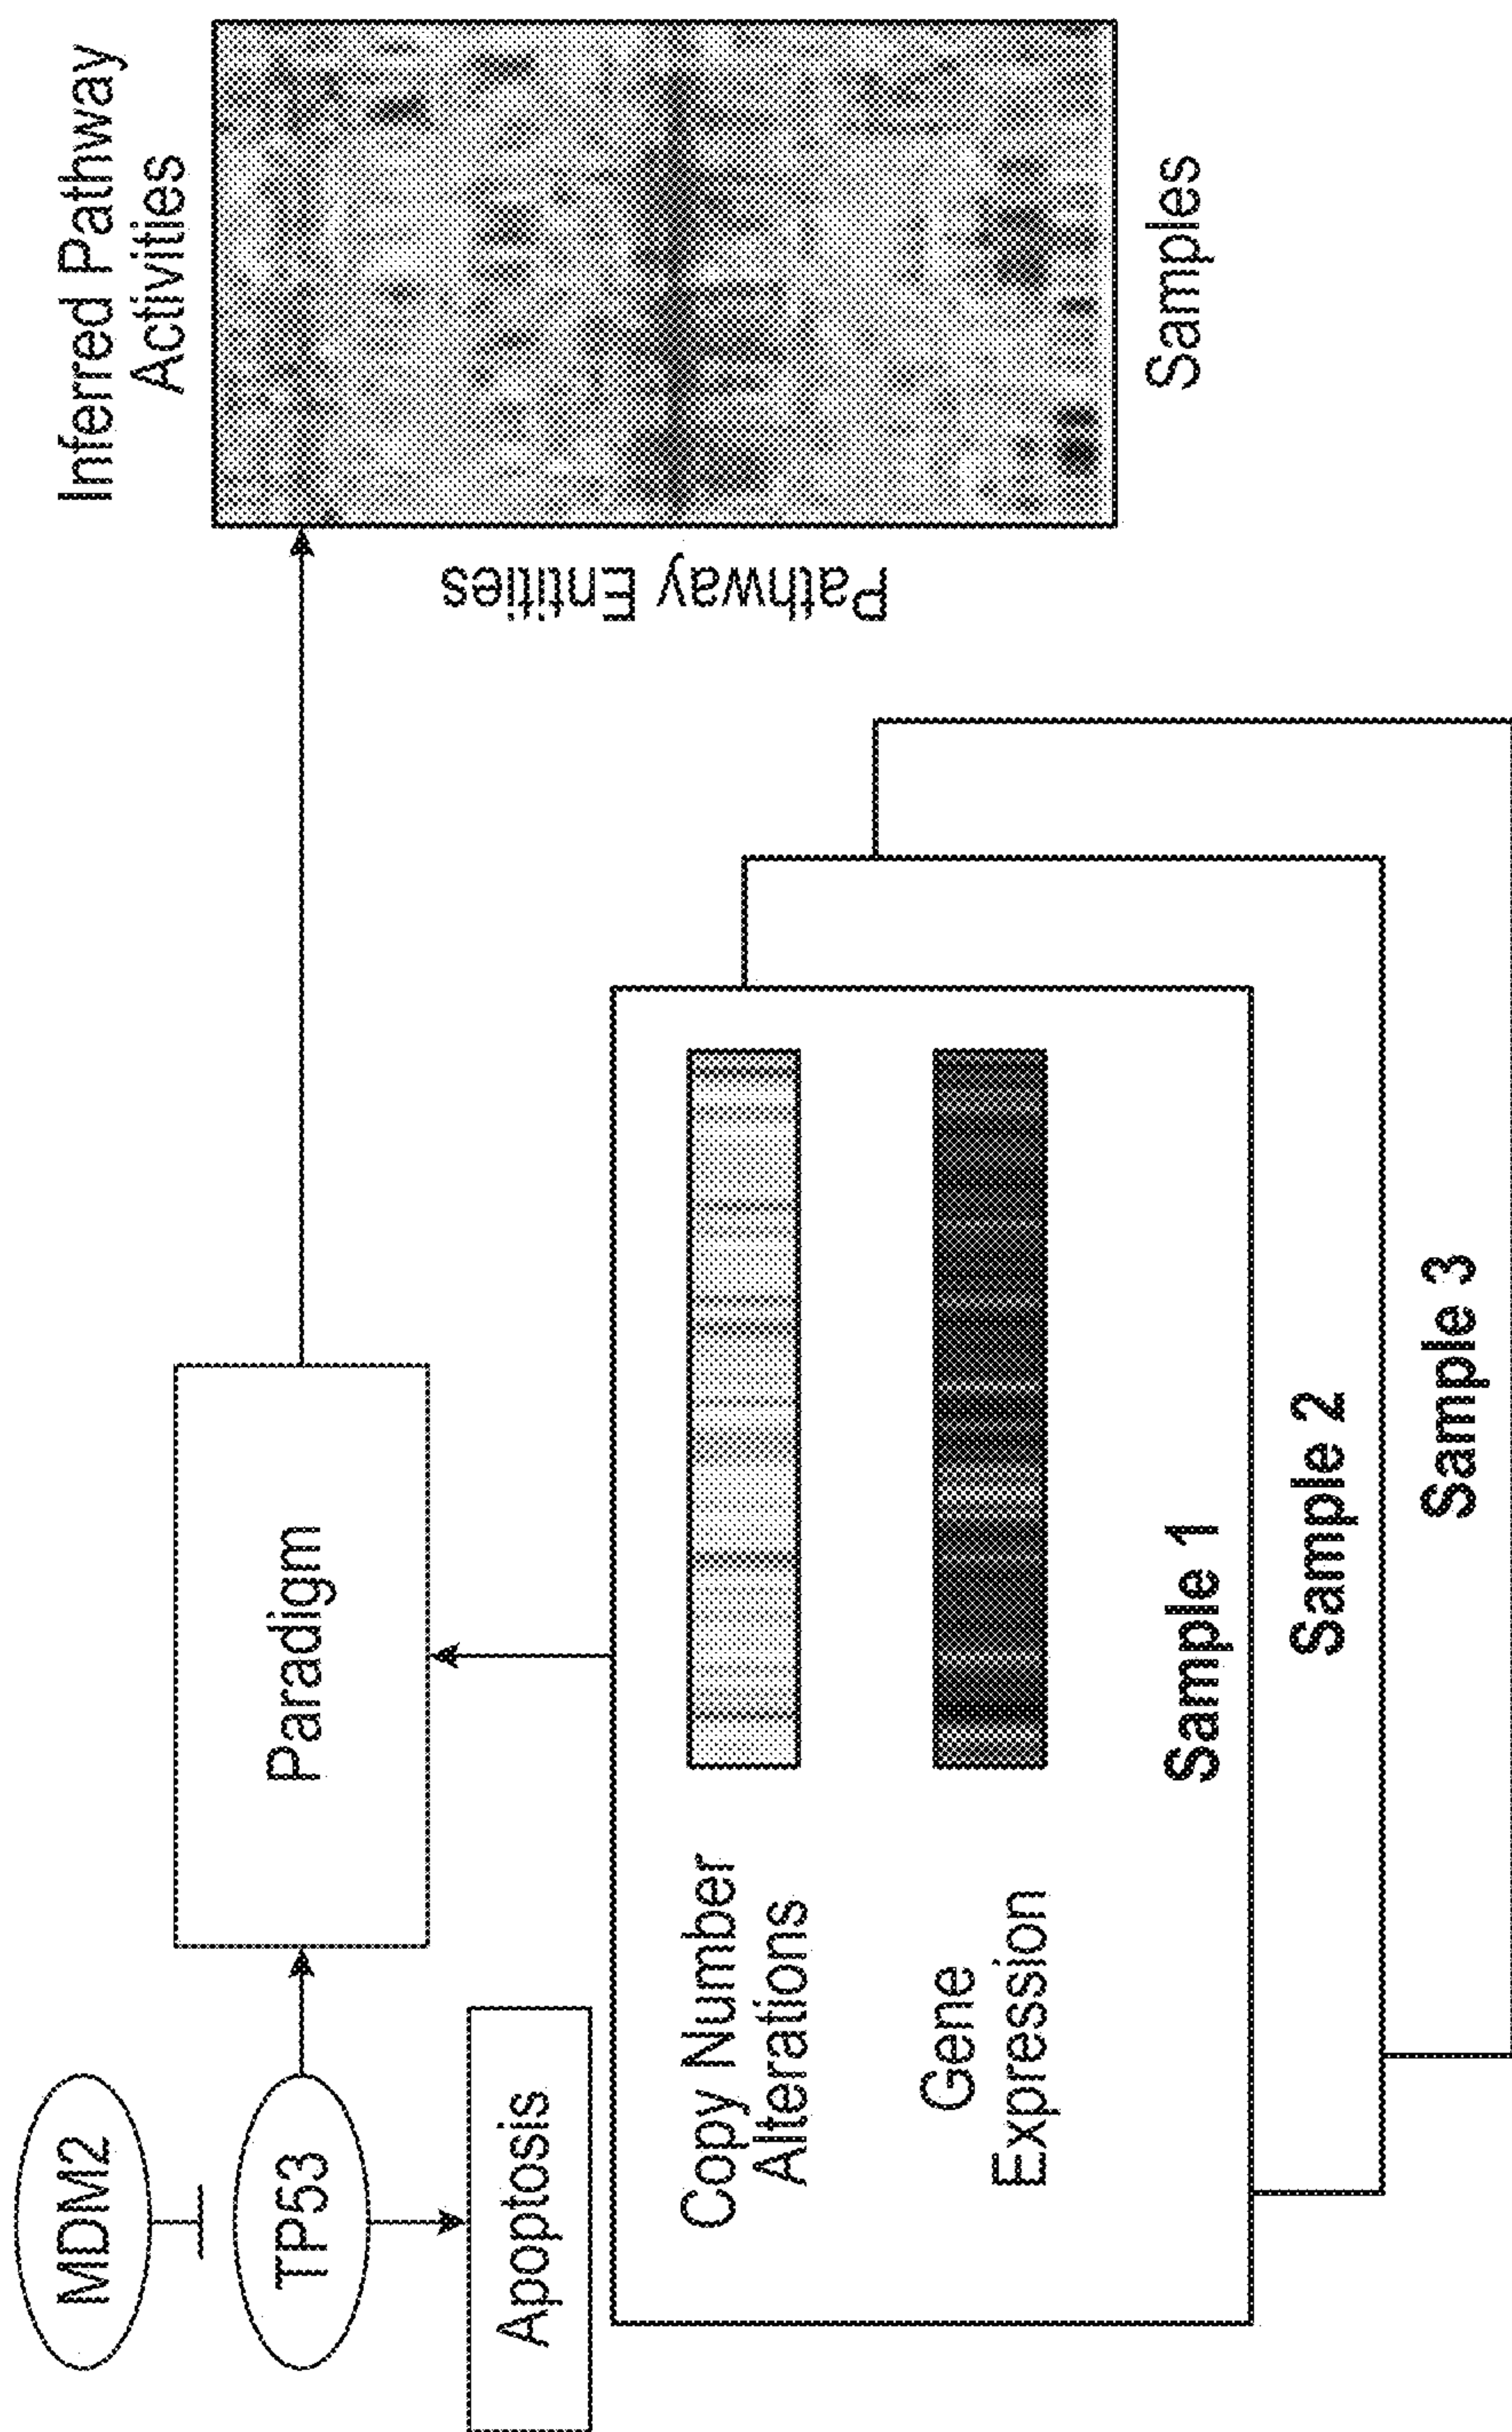 MDM2
TP53
Apoptosis
Paradigm
Inferred Pathway
Activities
Pathway Entities
Samples
Copy Number
Alterations
Gene
Expression
Sample 1
Sample 2
Sample 3